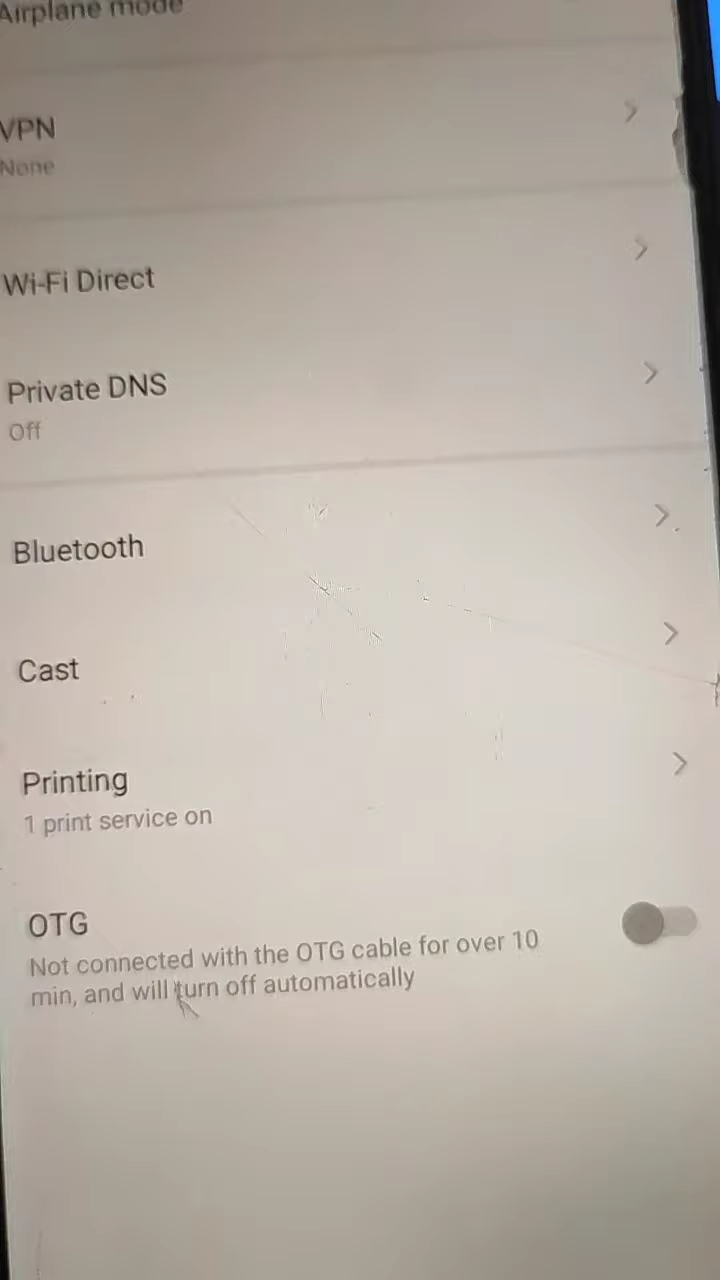 Airplane mode
VPN
None
Wi-Fi Direct
Private DNS
Off
Bluetooth
Cast
Printing
1 print service on
OTG
Not connected with the OTG cable for over 10
min, and will turn off automatically